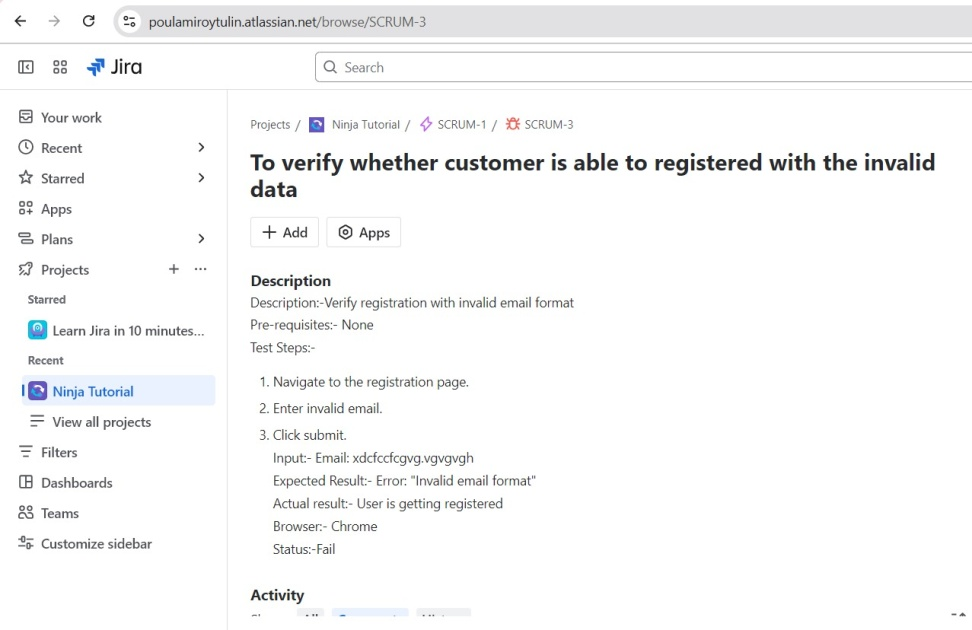 poulamiroytulin.atlassian.net/browse/SCRUM-3
Jira
Search
Your work
Recent
Starred
Apps
Plans
Projects
Starred
Learn Jira in 10 minutes...
Recent
Ninja Tutorial
View all projects
Filters
Dashboards
Teams
Customize sidebar
Projects / Ninja Tutorial / SCRUM-1 / SCRUM-3
To verify whether customer is able to registered with the invalid
data
+ Add Apps
Description
Description:-Verify registration with invalid email format
Pre-requisites:- None
Test Steps:-
1. Navigate to the registration page.
2. Enter invalid email.
3. Click submit.
Input:- Email: xdcfccfcgvg.vgvgvgh
Expected Result:- Error: "Invalid email format"
Actual result:- User is getting registered
Browser:- Chrome
Status:-Fail
Activity